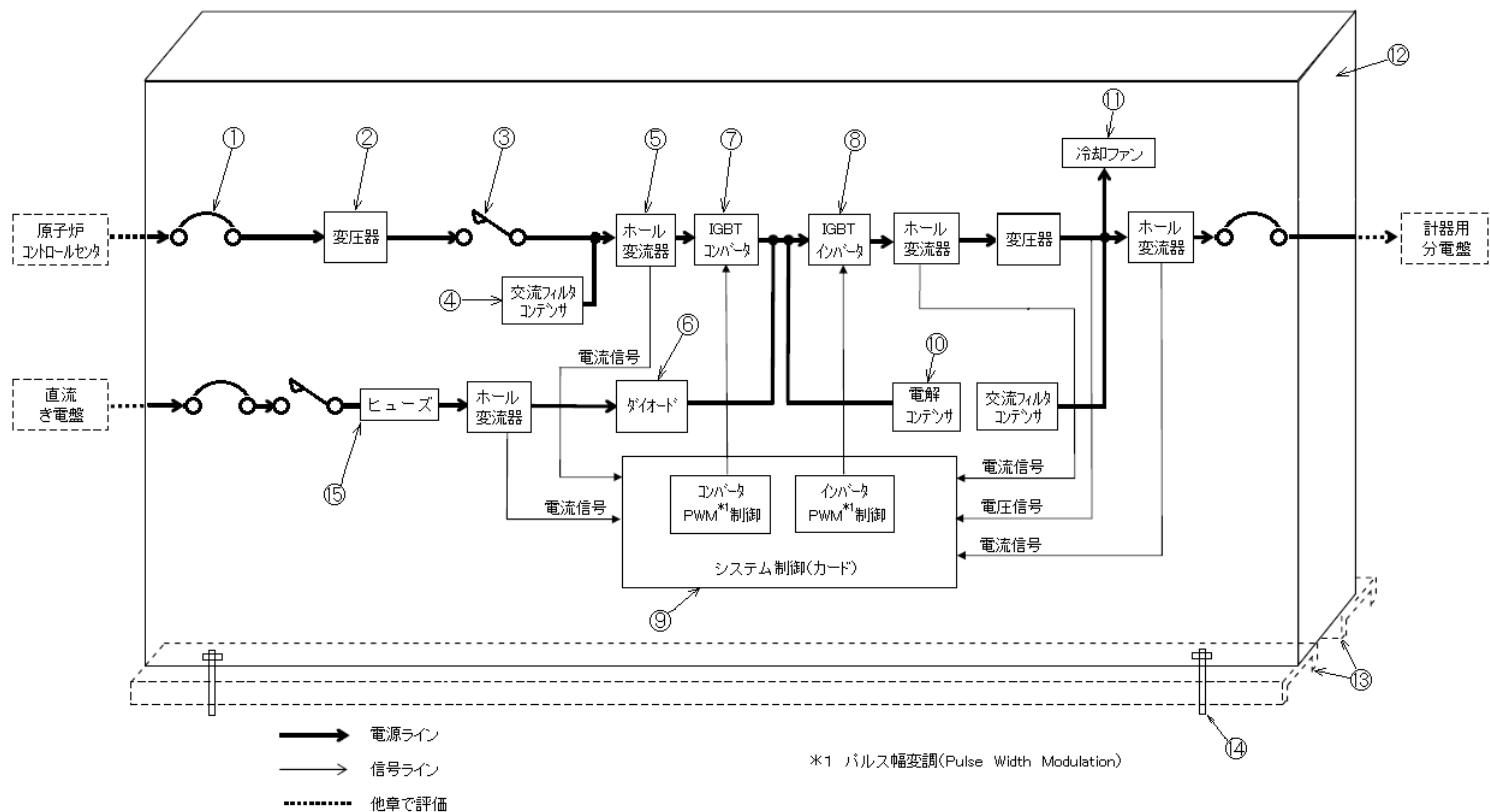 ⑫
⑪
冷却ファン
①
②
③
⑤
⑦
⑧
原子炉
コントロールセンタ
変圧器
ホール
変流器
IGBT
コンバータ
IGBT
インバータ
ホール
変流器
変圧器
ホール
変流器
計器用
分電盤
④
交流フィルタ
コンデンサ
電流信号
⑥
⑩
直流
き電盤
ヒューズ
ホール
変流器
ダイオード
電解
コンデンサ
交流フィルタ
コンデンサ
⑮
電流信号
コンバータ
PWM*1制御
インバータ
PWM*1制御
システム制御(カード)
電流信号
電圧信号
電流信号
⑨
⑬
⑭
電源ライン
信号ライン
他章で評価
*1 パルス幅変調(Pulse Width Modulation)